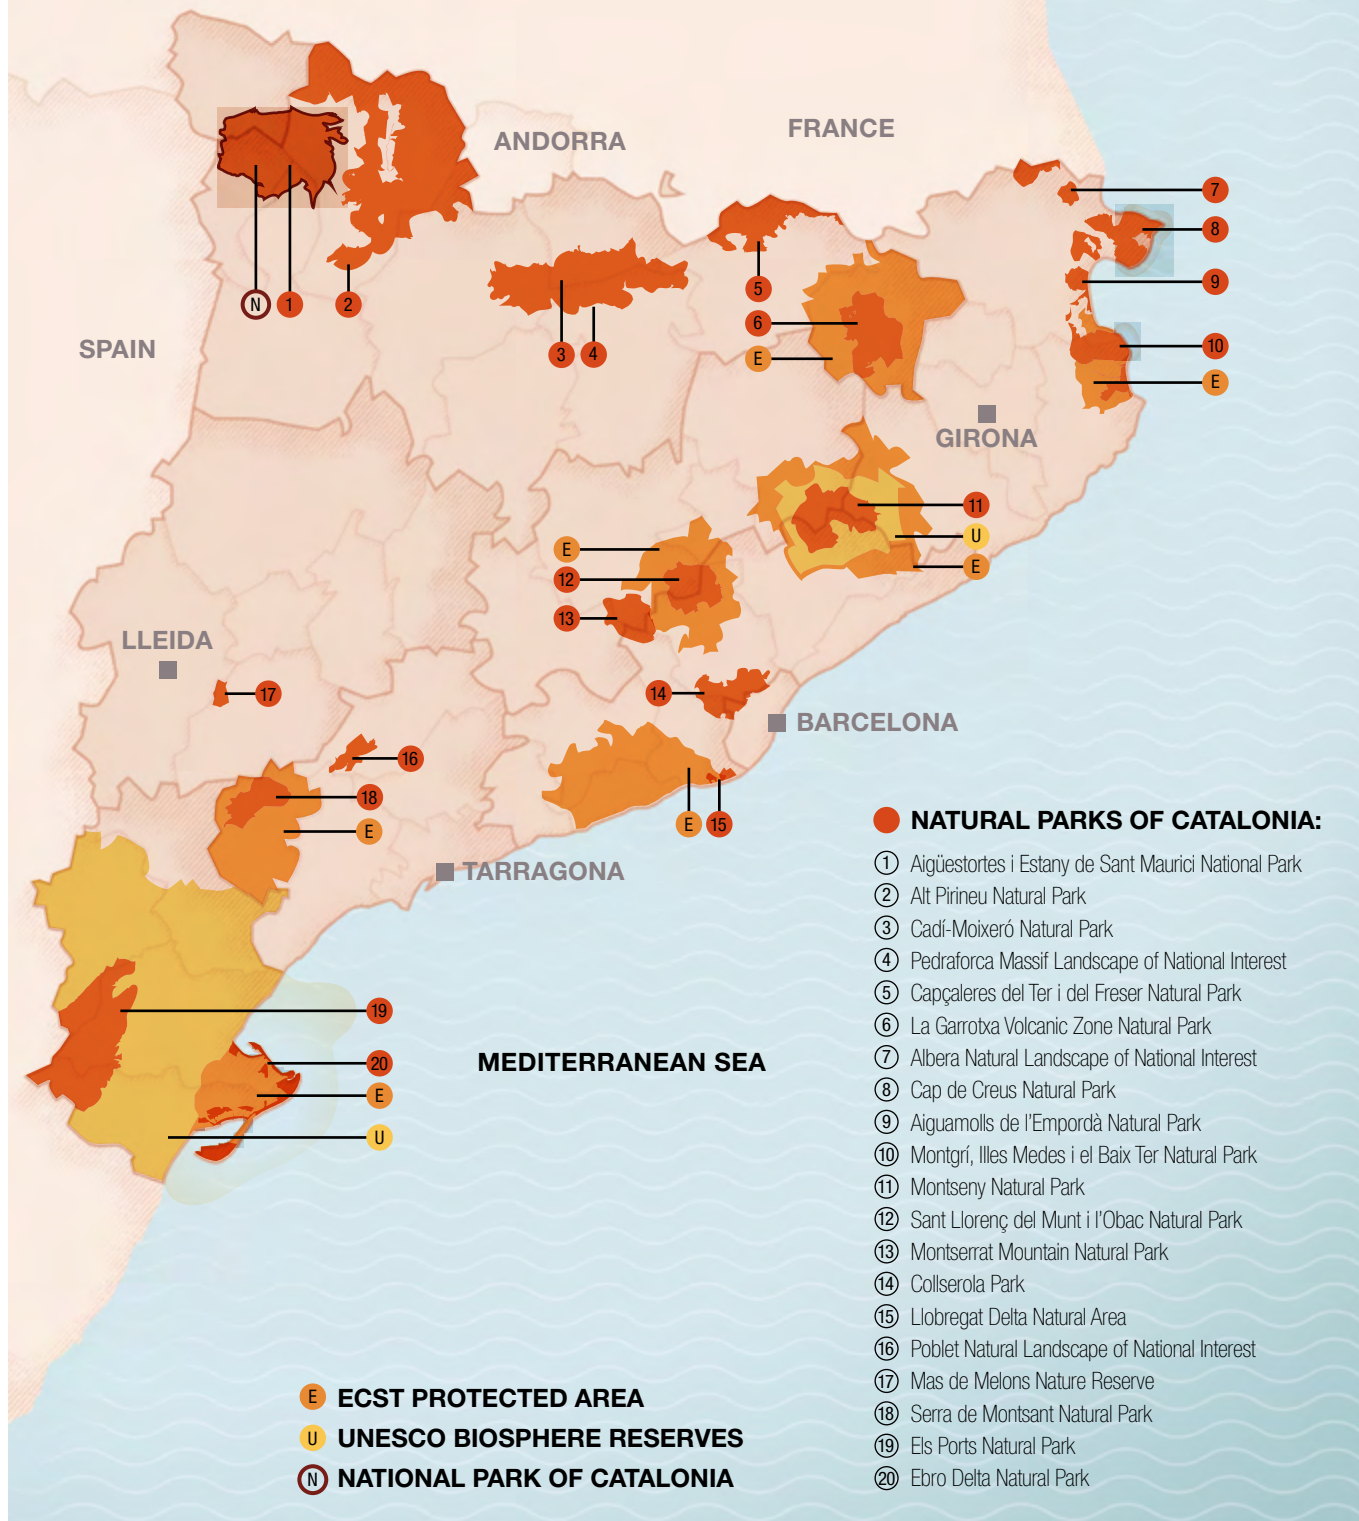 ANDORRA
FRANCE
7
8
N
1
2
5
9
6
10
SPAIN
3
4
E
E
GIRONA
11
U
E
E
12
13
LLEIDA
17
14
BARCELONA
16
18
E
E
15
TARRAGONA
19
20
E
U
MEDITERRANEAN SEA
NATURAL PARKS OF CATALONIA:
1 Aigüestortes i Estany de Sant Maurici National Park
2 Alt Pirineu Natural Park
3 Cadí-Moixeró Natural Park
4 Pedraforca Massif Landscape of National Interest
5 Capçaleres del Ter i del Freser Natural Park
6 La Garrotxa Volcanic Zone Natural Park
7 Albera Natural Landscape of National Interest
8 Cap de Creus Natural Park
9 Aiguamolls de l'Empordà Natural Park
10 Montgrí, Illes Medes i el Baix Ter Natural Park
11 Montseny Natural Park
12 Sant Llorenç del Munt i l'Obac Natural Park
13 Montserrat Mountain Natural Park
14 Collserola Park
15 Llobregat Delta Natural Area
16 Poblet Natural Landscape of National Interest
17 Mas de Melons Nature Reserve
18 Serra de Montsant Natural Park
19 Els Ports Natural Park
20 Ebro Delta Natural Park
E ECST PROTECTED AREA
U UNESCO BIOSPHERE RESERVES
N NATIONAL PARK OF CATALONIA